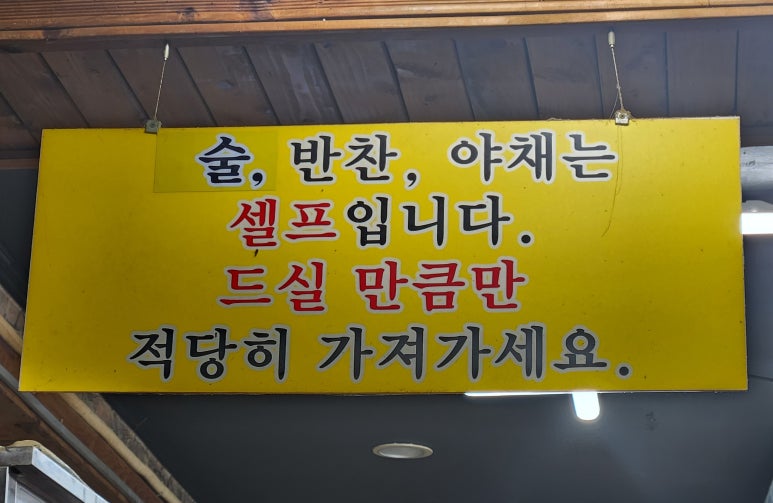 술, 반찬, 야채는
셀프입니다.
드실 만큼만
적당히 가져가세요.